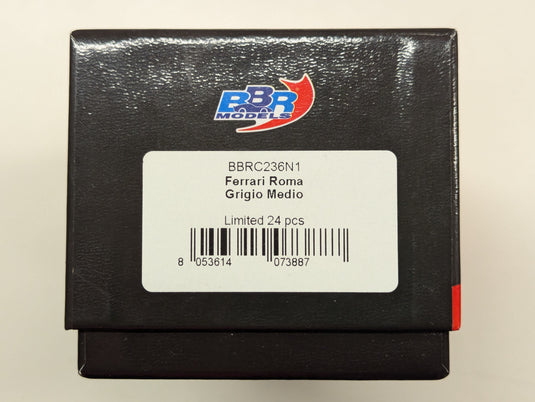 BBR
MODELS
BBRC236N1
Ferrari Roma
Grigio Medio
Limited 24 pcs
8 053614 073887